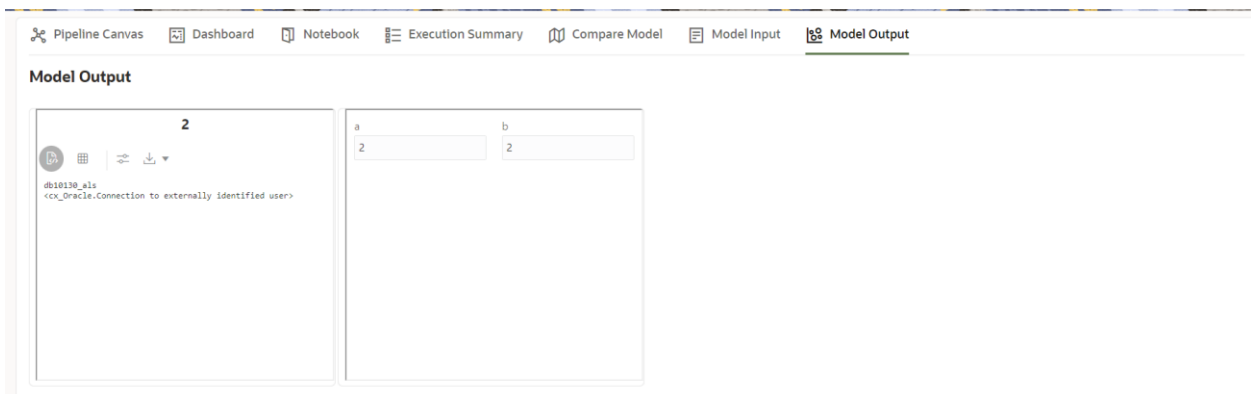 Pipeline Canvas Dashboard Notebook Execution Summary Compare Model Model Input Model Output
Model Output
2
db10130_als
<cx_Oracle.Connection to externally identified user>
a b
2 2